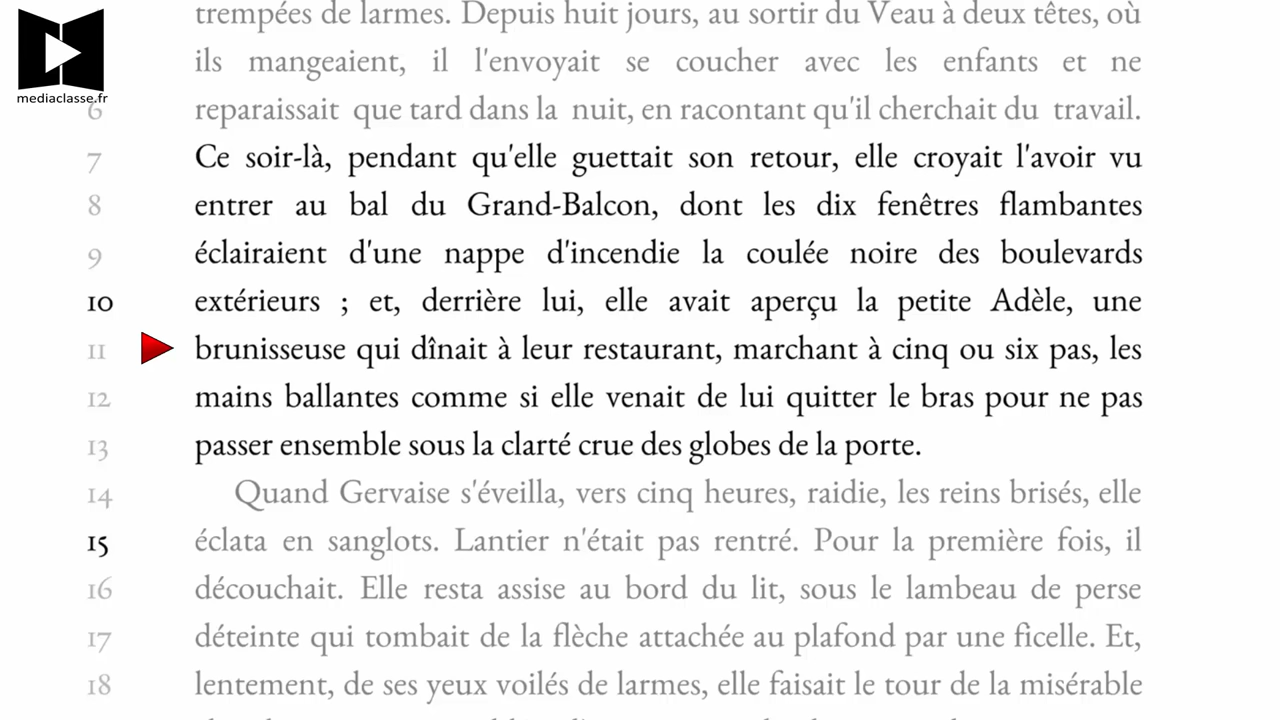 trempées de larmes. Depuis huit jours, au sortir du Veau à deux têtes, où
ils mangeaient, il l'envoyait se coucher avec les enfants et ne
mediaclasse.fr
6 reparaissait que tard dans la nuit, en racontant qu'il cherchait du travail.
7 Ce soir-là, pendant qu'elle guettait son retour, elle croyait l'avoir vu
8 entrer au bal du Grand-Balcon, dont les dix fenêtres flambantes
9 éclairaient d'une nappe d'incendie la coulée noire des boulevards
10 extérieurs ; et, derrière lui, elle avait aperçu la petite Adèle, une
11 brunisseuse qui dînait à leur restaurant, marchant à cinq ou six pas, les
12 mains ballantes comme si elle venait de lui quitter le bras pour ne pas
13 passer ensemble sous la clarté crue des globes de la porte.
14 Quand Gervaise s'éveilla, vers cinq heures, raidie, les reins brisés, elle
15 éclata en sanglots. Lantier n'était pas rentré. Pour la première fois, il
16 découchait. Elle resta assise au bord du lit, sous le lambeau de perse
17 déteinte qui tombait de la flèche attachée au plafond par une ficelle. Et,
18 lentement, de ses yeux voilés de larmes, elle faisait le tour de la misérable